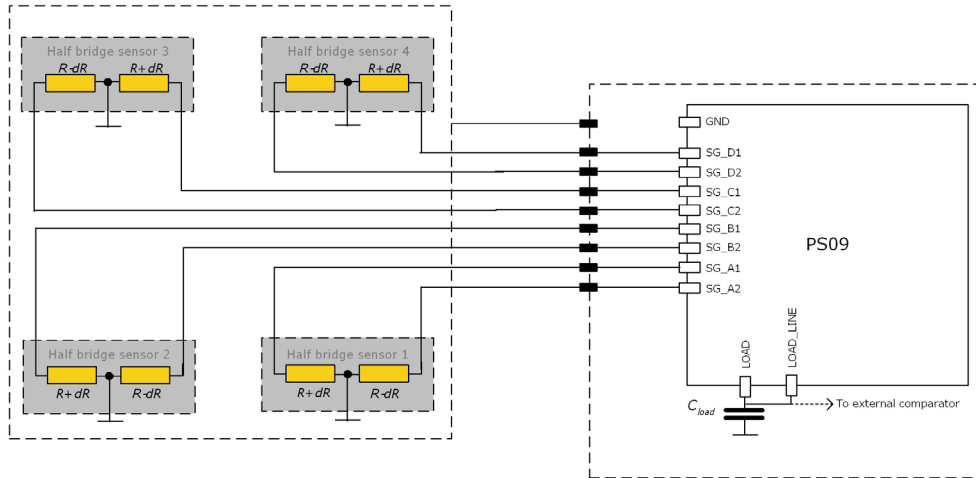 Half bridge sensor 3
R-dR R+dR
Half bridge sensor 4
R-dR R+dR
GND
SG_D1
SG_D2
SG_C1
SG_C2
SG_B1
SG_B2
SG_A1
SG_A2
PS09
LOAD
LOAD_LINE
Half bridge sensor 2
R+dR R-dR
Half bridge sensor 1
R+dR R-dR
Cload
To external comparator